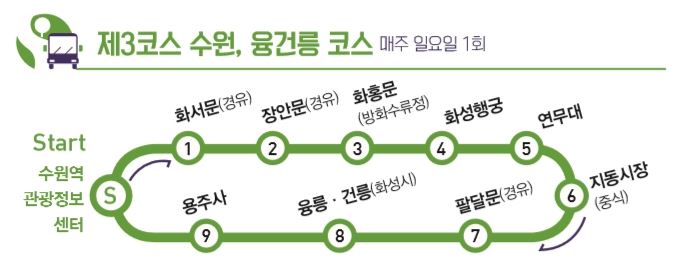 제3코스 수원, 융건릉 코스 매주 일요일 1회
Start
수원역
관광정보
센터
S
1 화서문(경유)
2 장안문(경유)
3 화홍문
(방화수류정)
4 화성행궁
5 연무대
6 지동시장
(중식)
7 팔달문(경유)
8 융릉 · 건릉(화성시)
9 용주사